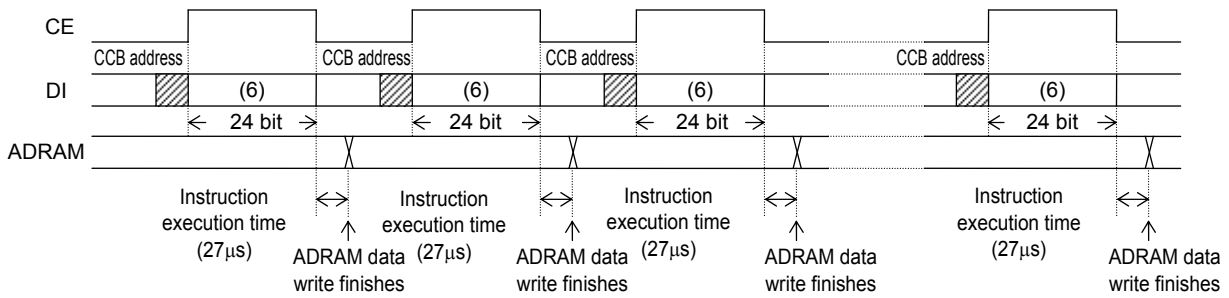 CE
CCB address CCB address CCB address CCB address
DI (6) (6) (6) (6)
24 bit 24 bit 24 bit 24 bit
ADRAM
Instruction execution time (27μs)
Instruction execution time (27μs)
Instruction execution time (27μs)
Instruction execution time (27μs)
ADRAM data write finishes
ADRAM data write finishes
ADRAM data write finishes
ADRAM data write finishes